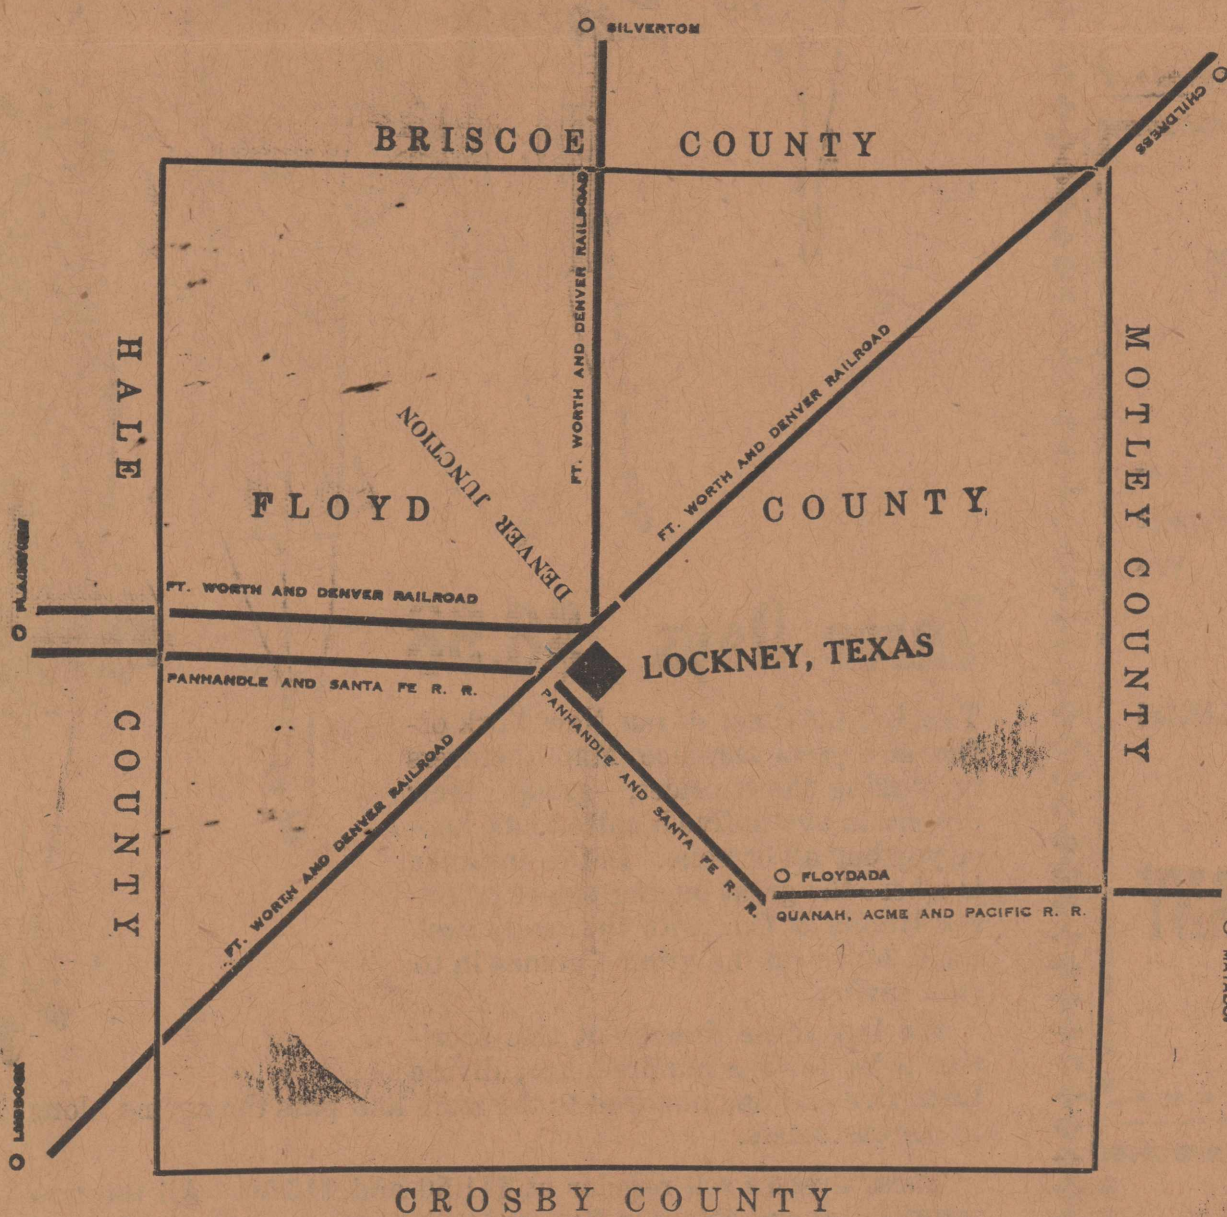 SILVERTON
CHILDRESS
BRISCOE COUNTY
FT. WORTH AND DENVER RAILROAD
FT. WORTH AND DENVER RAILROAD
HALE COUNTY
MOTLEY COUNTY
DENVER JUNCTION
FLOYD COUNTY
PLAINVIEW
FT. WORTH AND DENVER RAILROAD
LOCKNEY, TEXAS
PANHANDLE AND SANTA FE R. R.
PANHANDLE AND SANTA FE R. R.
FT. WORTH AND DENVER RAILROAD
FLOYDADA
QUANAH, ACME AND PACIFIC R. R.
LUBBOCK
CROSBY COUNTY